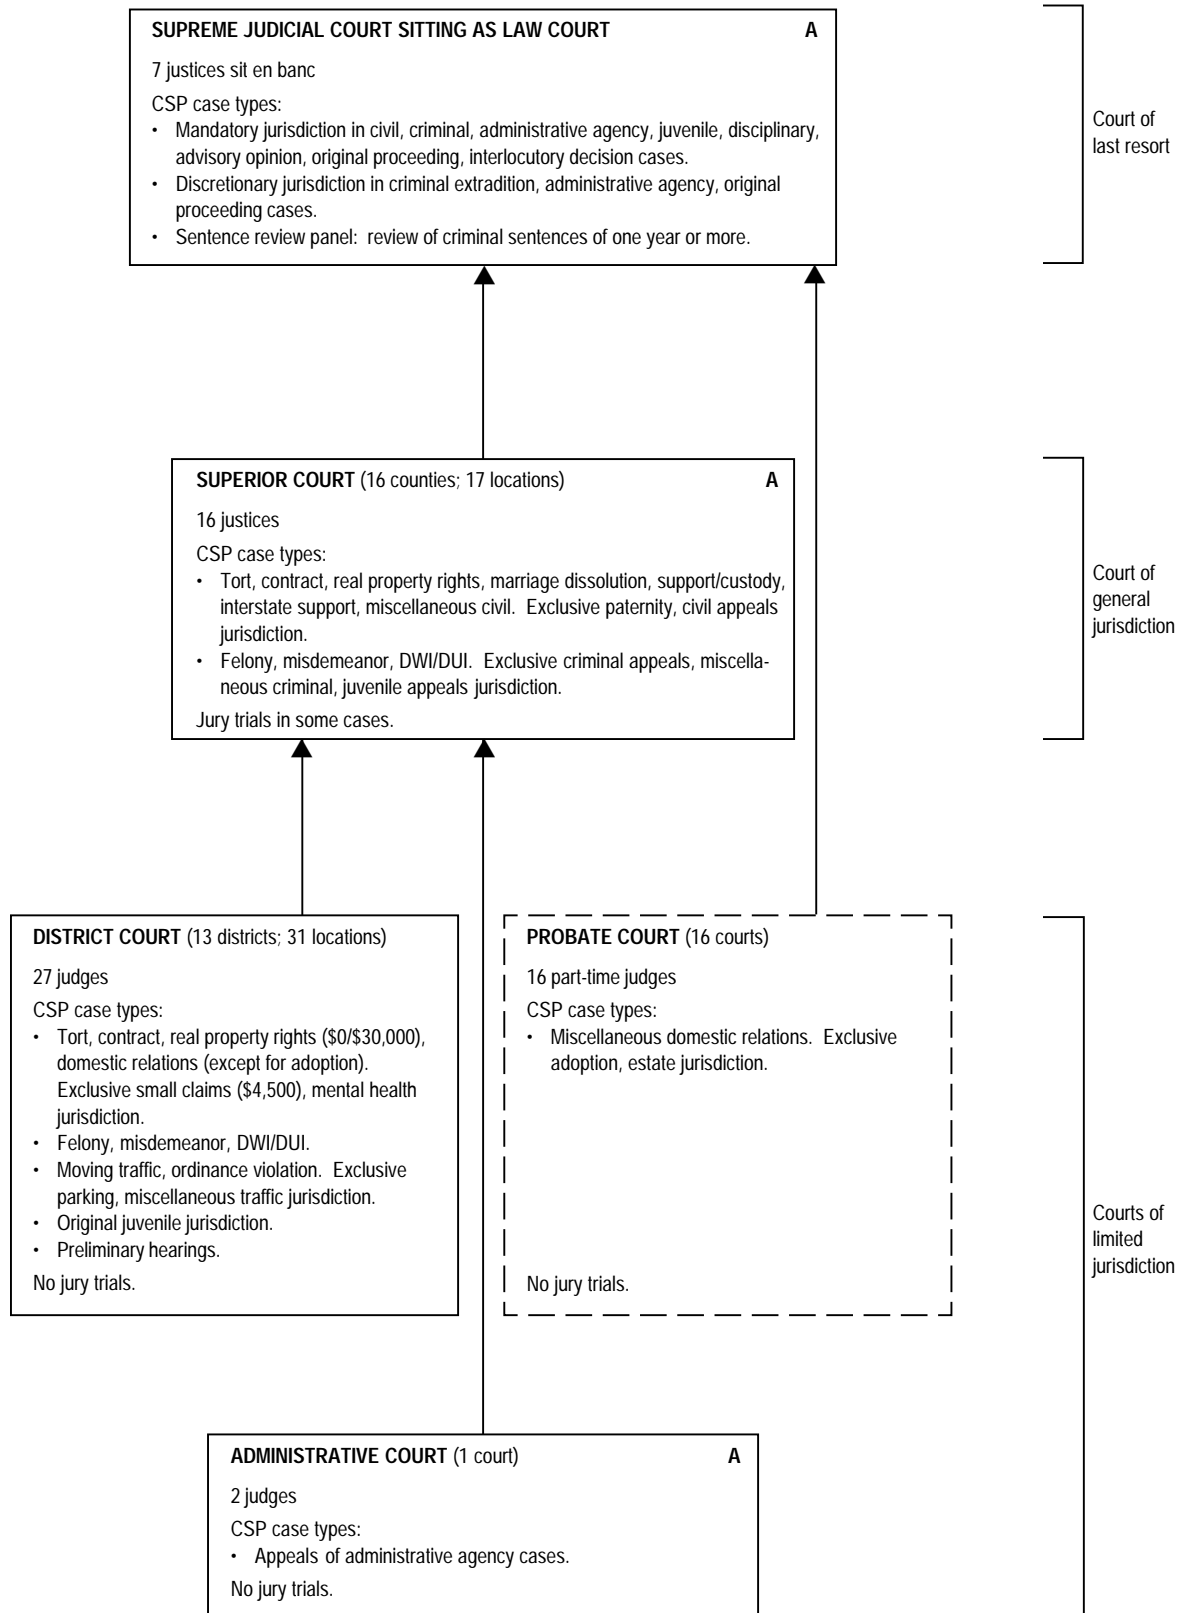 SUPREME JUDICIAL COURT SITTING AS LAW COURT A
7 justices sit en banc
CSP case types:
• Mandatory jurisdiction in civil, criminal, administrative agency, juvenile, disciplinary,
advisory opinion, original proceeding, interlocutory decision cases.
• Discretionary jurisdiction in criminal extradition, administrative agency, original
proceeding cases.
• Sentence review panel: review of criminal sentences of one year or more.
Court of
last resort
SUPERIOR COURT (16 counties; 17 locations) A
16 justices
CSP case types:
• Tort, contract, real property rights, marriage dissolution, support/custody,
interstate support, miscellaneous civil. Exclusive paternity, civil appeals
jurisdiction.
• Felony, misdemeanor, DWI/DUI. Exclusive criminal appeals, miscella-
neous criminal, juvenile appeals jurisdiction.
Jury trials in some cases.
Court of
general
jurisdiction
DISTRICT COURT (13 districts; 31 locations)
27 judges
CSP case types:
• Tort, contract, real property rights ($0/$30,000),
domestic relations (except for adoption).
Exclusive small claims ($4,500), mental health
jurisdiction.
• Felony, misdemeanor, DWI/DUI.
• Moving traffic, ordinance violation. Exclusive
parking, miscellaneous traffic jurisdiction.
• Original juvenile jurisdiction.
• Preliminary hearings.
No jury trials.
PROBATE COURT (16 courts)
16 part-time judges
CSP case types:
• Miscellaneous domestic relations. Exclusive
adoption, estate jurisdiction.
No jury trials.
Courts of
limited
jurisdiction
ADMINISTRATIVE COURT (1 court) A
2 judges
CSP case types:
• Appeals of administrative agency cases.
No jury trials.